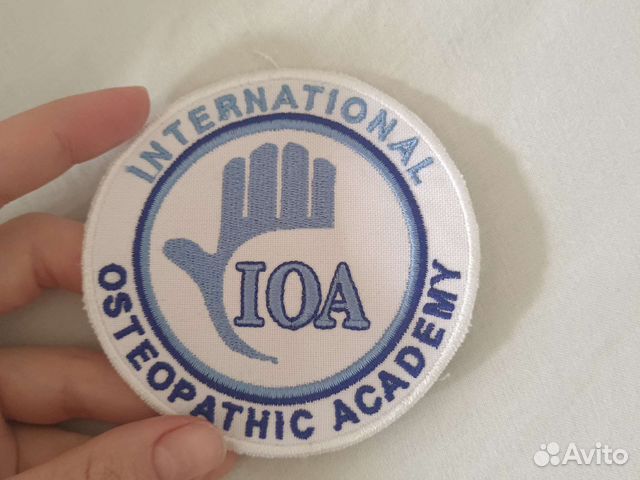 INTERNATIONAL
IOA
OSTEOPATHIC ACADEMY
Avito